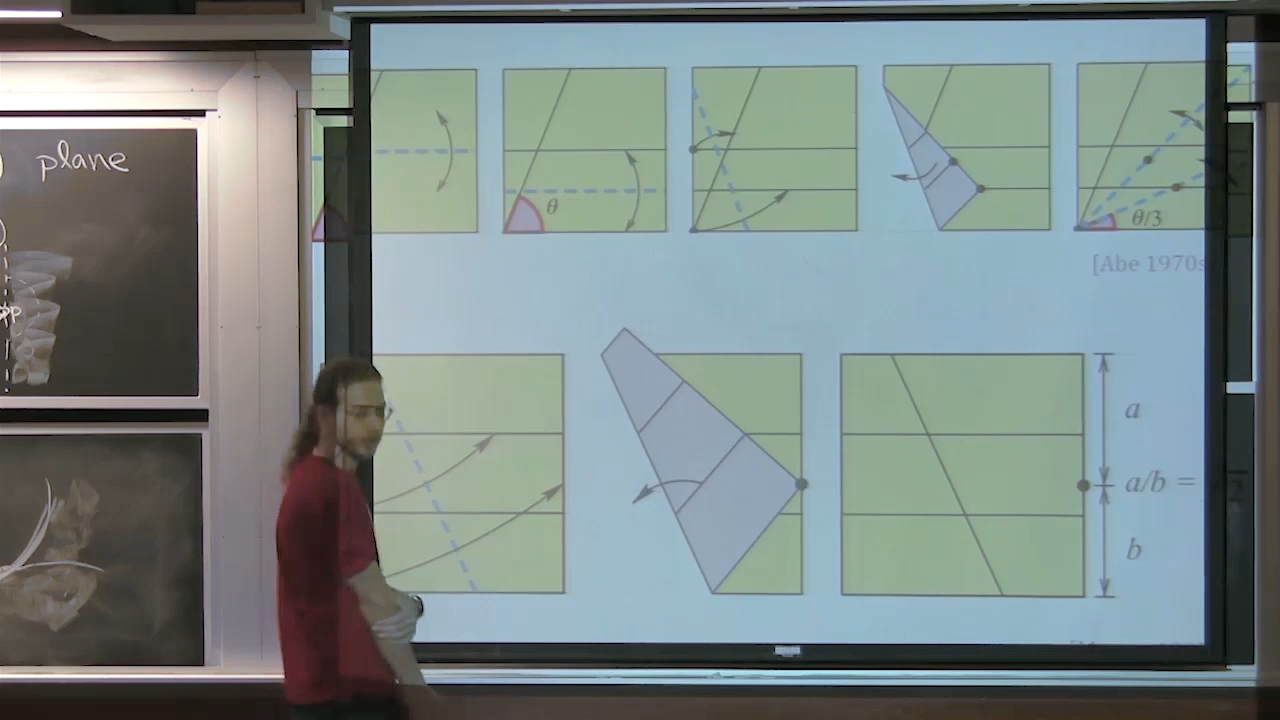 plane
θ
θ/3
[Abe 1970s
a
a/b =
b